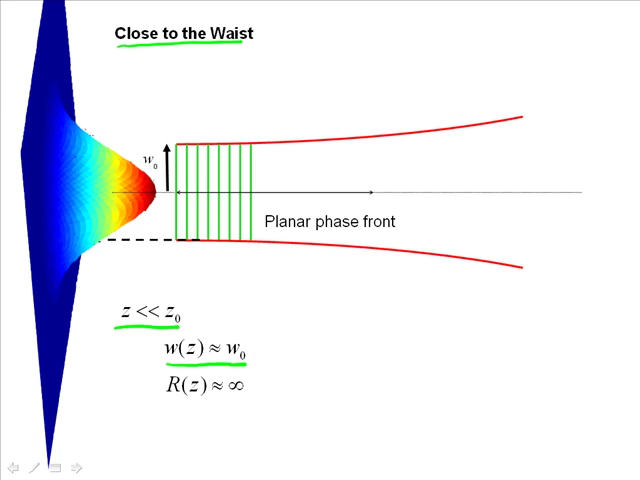 Close to the Waist
w₀
Planar phase front
z << z₀
w(z) ≈ w₀
R(z) ≈ ∞